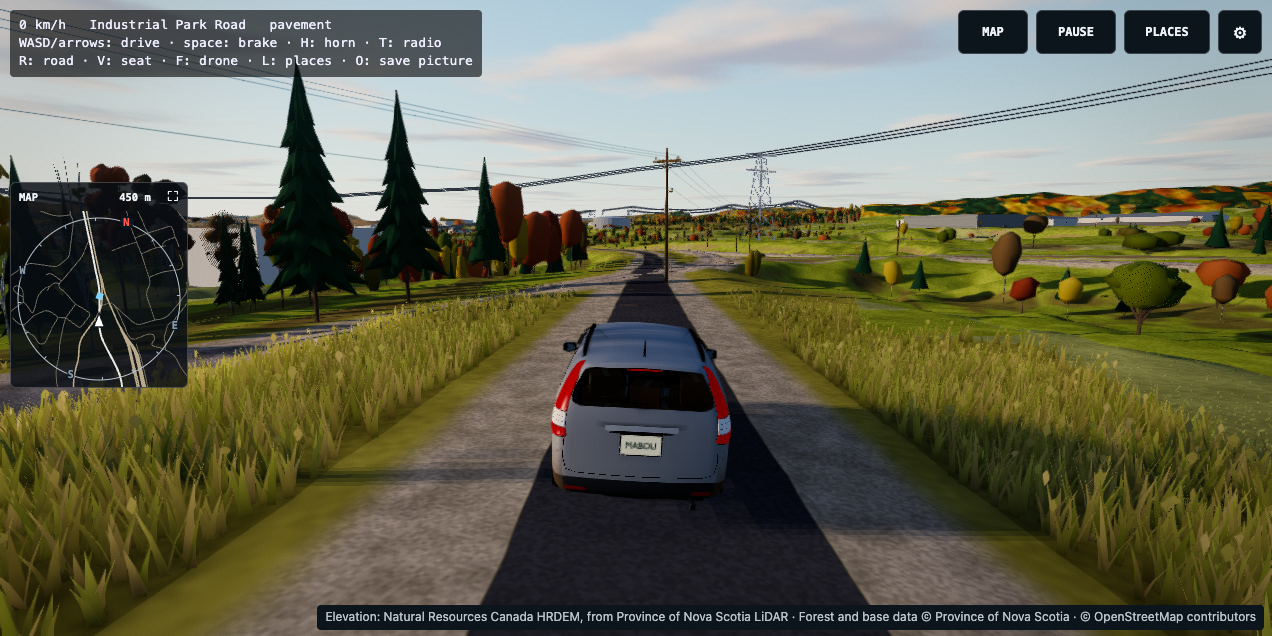 0 km/h Industrial Park Road pavement
WASD/arrows: drive · space: brake · H: horn · T: radio
R: road · V: seat · F: drone · L: places · O: save picture
MAP
PAUSE
PLACES
MAP 450 m
N
W
E
S
MABOU
Elevation: Natural Resources Canada HRDEM, from Province of Nova Scotia LiDAR · Forest and base data © Province of Nova Scotia · © OpenStreetMap contributors